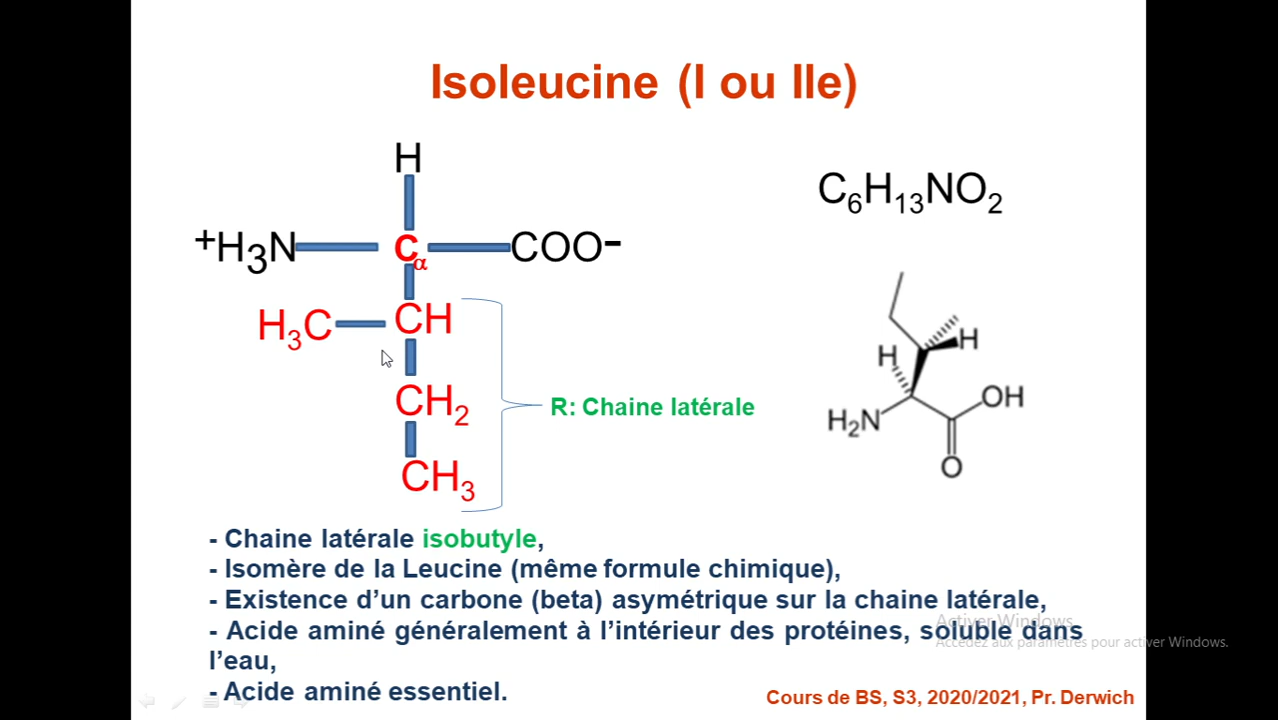 Isoleucine (I ou Ile)
H
C₆H₁₃NO₂
⁺H₃N Cα COO⁻
H₃C CH
CH₂
CH₃
R: Chaine latérale
H
H
OH
H₂N
O
- Chaine latérale isobutyle,
- Isomère de la Leucine (même formule chimique),
- Existence d’un carbone (beta) asymétrique sur la chaine latérale,
- Acide aminé généralement à l’intérieur des protéines, soluble dans
l’eau,
- Acide aminé essentiel.
Activer Windows
Accédez aux paramètres pour activer Windows.
Cours de BS, S3, 2020/2021, Pr. Derwich